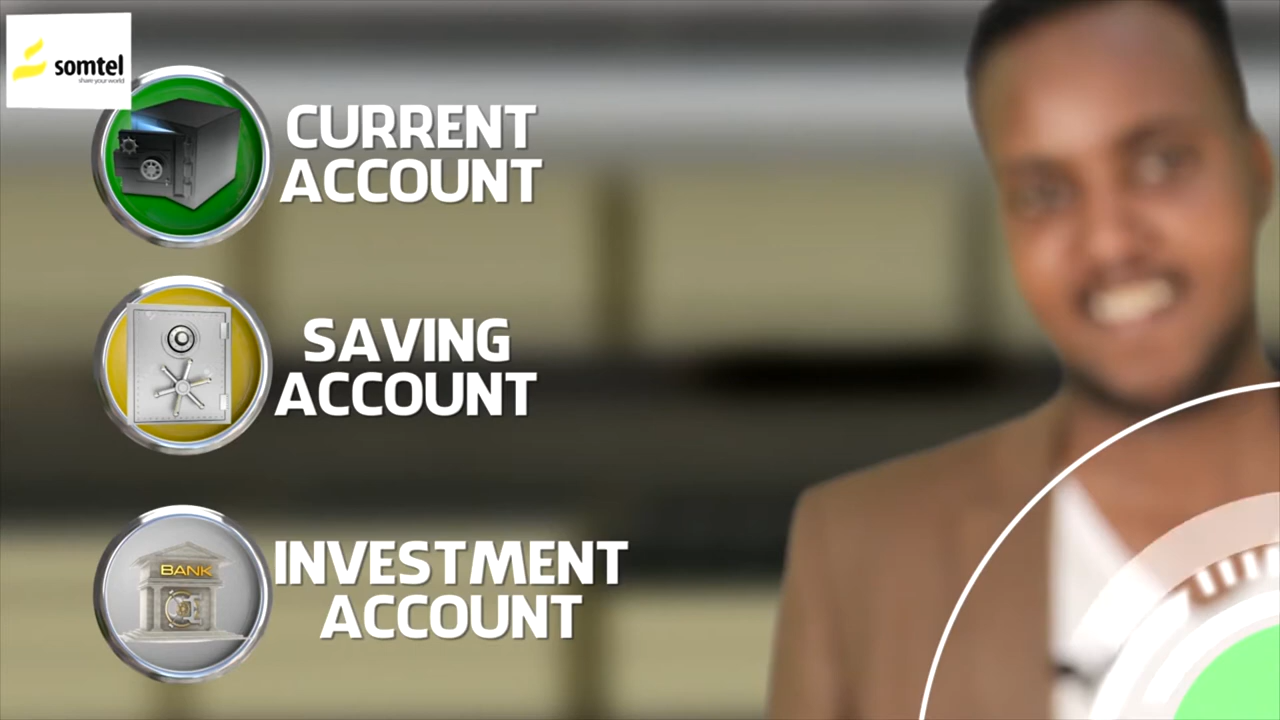 somtel
share your world
CURRENT
ACCOUNT
SAVING
ACCOUNT
BANK
INVESTMENT
ACCOUNT